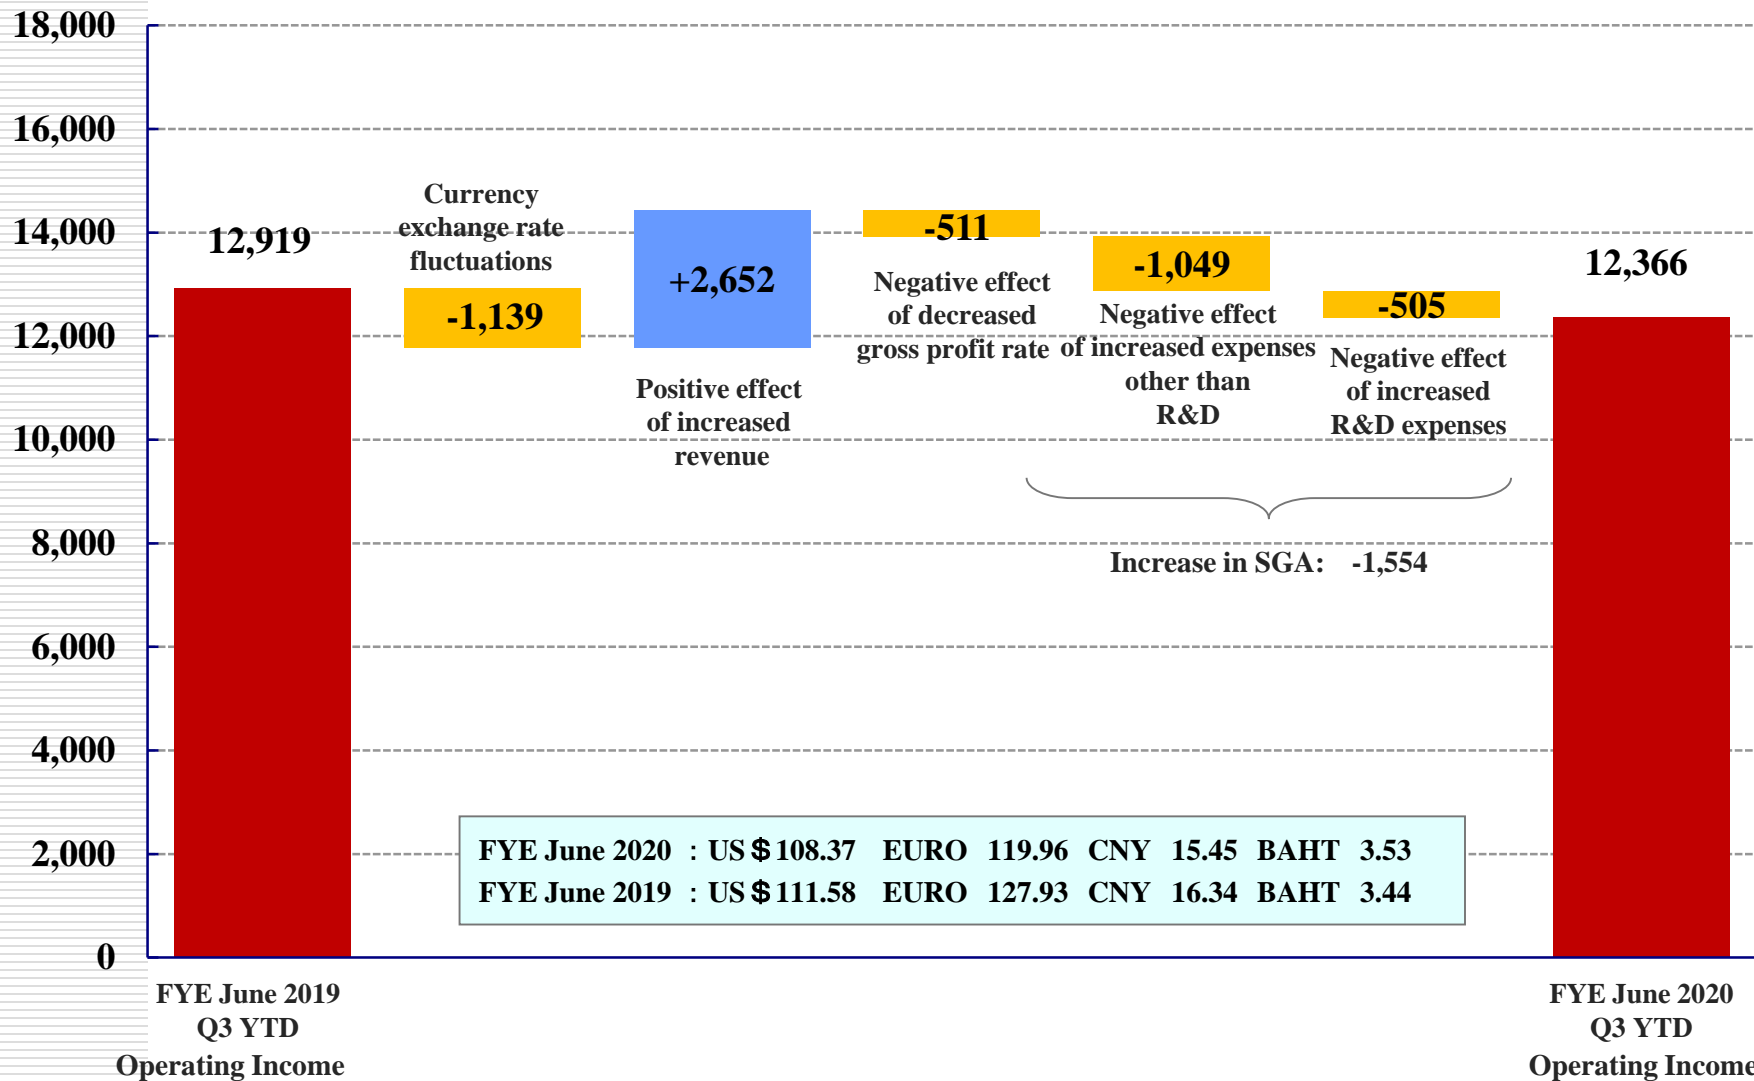 18,000
16,000
14,000
12,000
10,000
8,000
6,000
4,000
2,000
0
12,919
Currency
exchange rate
fluctuations
-1,139
+2,652
Positive effect
of increased
revenue
-511
Negative effect
of decreased
gross profit rate
-1,049
Negative effect
of increased expenses
other than
R&D
-505
Negative effect
of increased
R&D expenses
Increase in SGA: -1,554
12,366
FYE June 2020 : US$108.37 EURO 119.96 CNY 15.45 BAHT 3.53
FYE June 2019 : US$111.58 EURO 127.93 CNY 16.34 BAHT 3.44
FYE June 2019
Q3 YTD
Operating Income
FYE June 2020
Q3 YTD
Operating Income